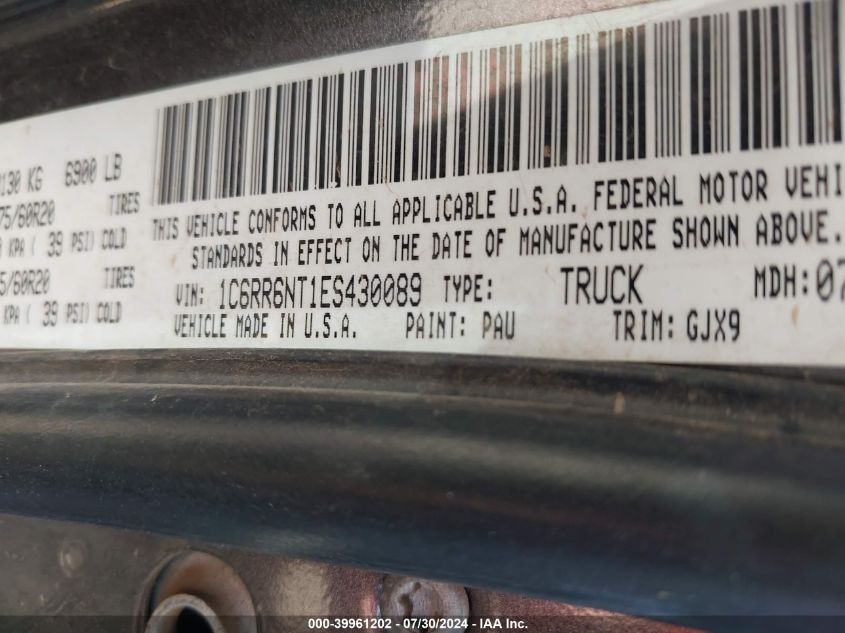 130 KG 6900 LB
75/60R20 TIRES
KPA ( 39 PSI) COLD
5/60R20 TIRES
KPA ( 39 PSI) COLD
THIS VEHICLE CONFORMS TO ALL APPLICABLE U.S.A. FEDERAL MOTOR VEHI
STANDARDS IN EFFECT ON THE DATE OF MANUFACTURE SHOWN ABOVE.
VIN: 1C6RR6NT1ES430089 TYPE: TRUCK MDH: 07
VEHICLE MADE IN U.S.A. PAINT: PAU TRIM: GJX9
000-39961202 - 07/30/2024 - IAA Inc.